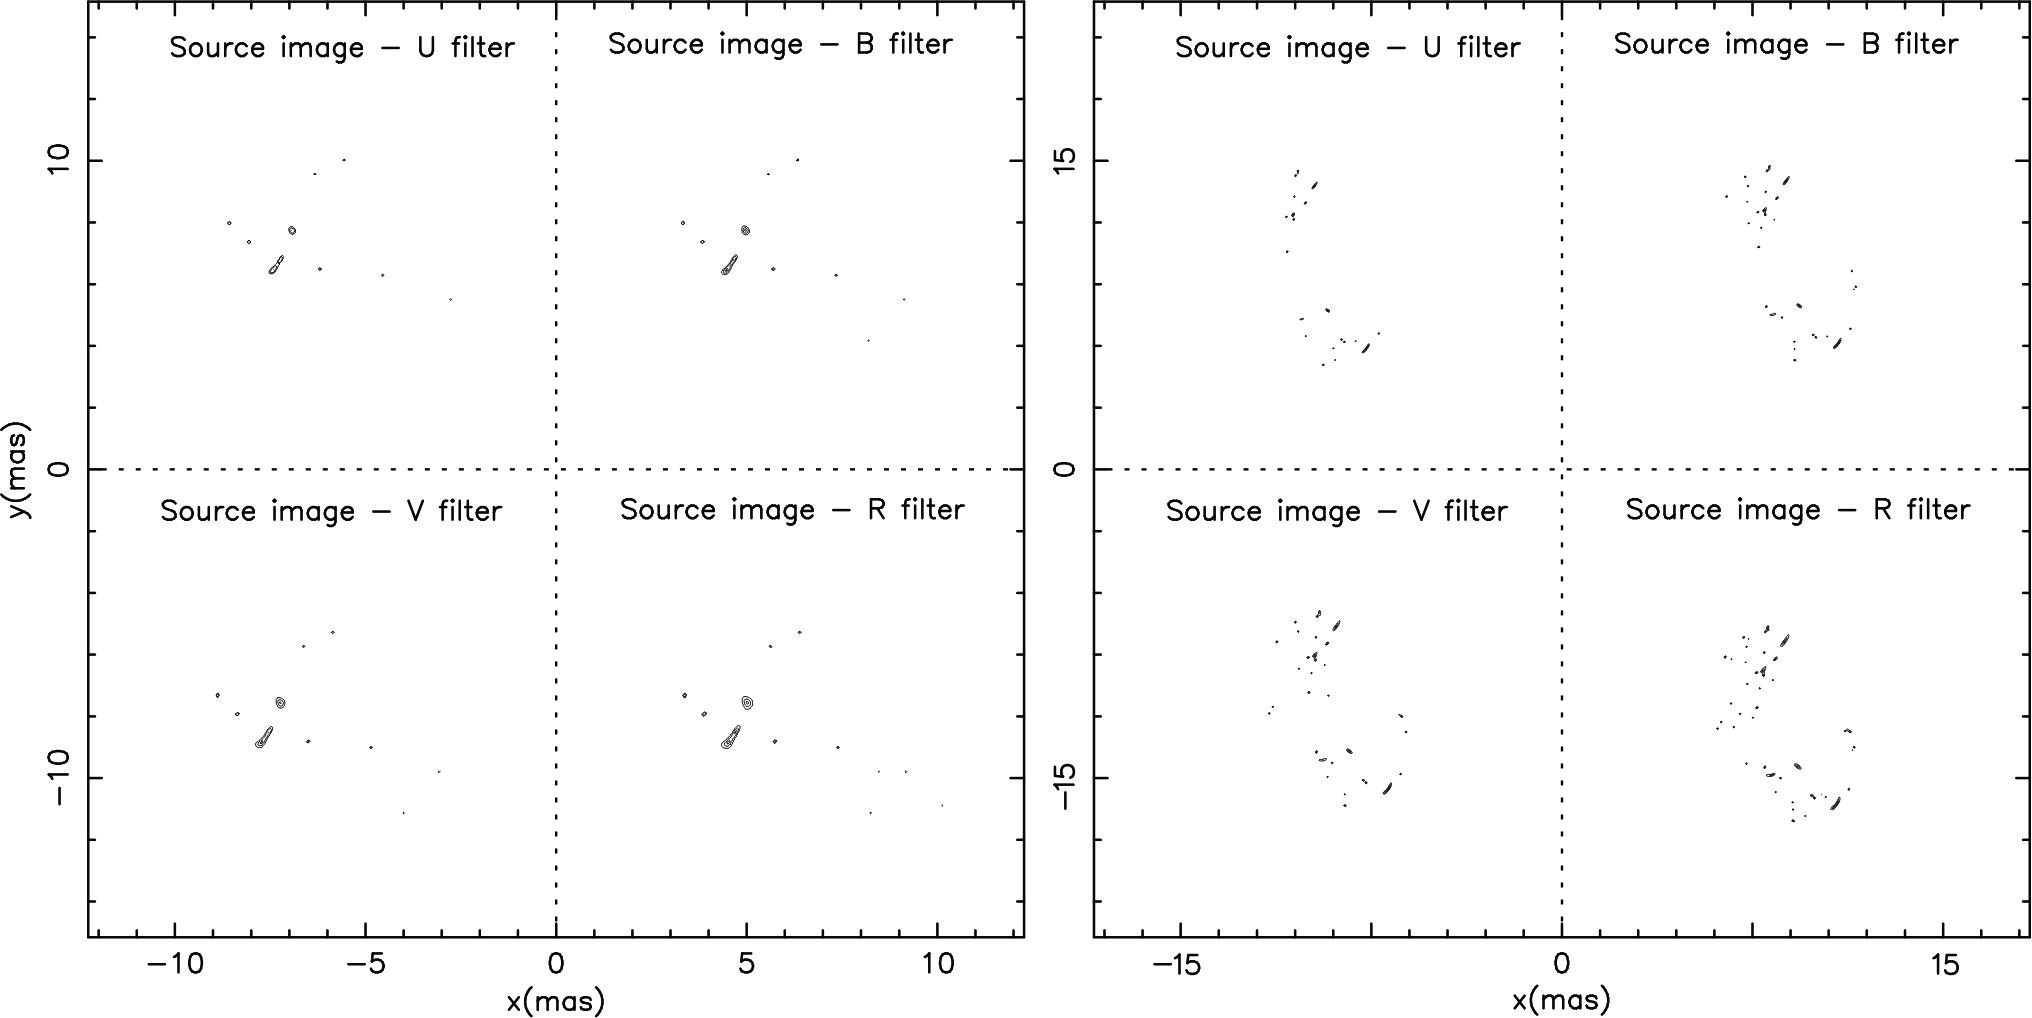 Source image – U filter
Source image – B filter
10
0
Source image – V filter
Source image – R filter
−10
y(mas)
−10
−5
0
5
10
x(mas)
Source image – U filter
Source image – B filter
15
0
Source image – V filter
Source image – R filter
−15
−15
0
15
x(mas)